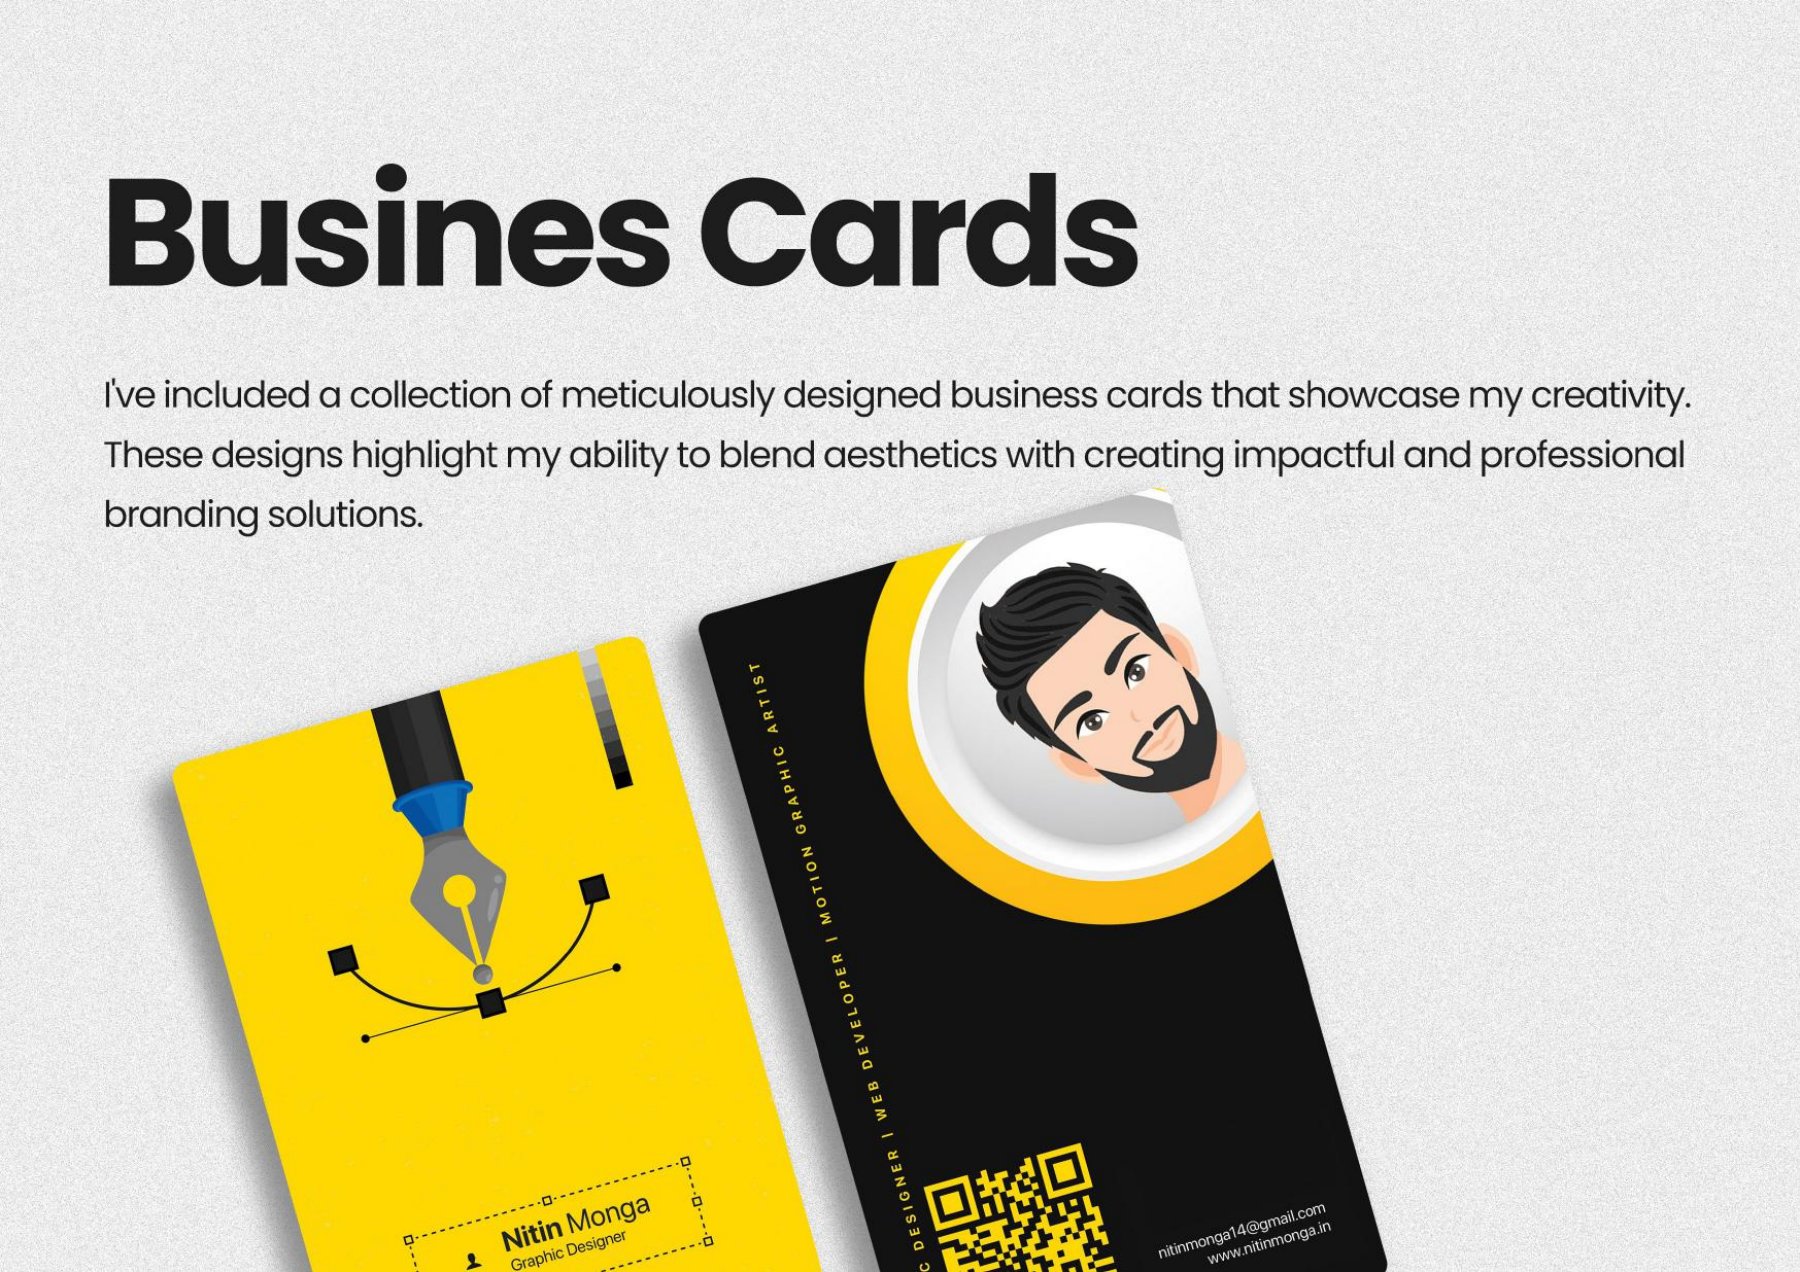 Busines Cards
I've included a collection of meticulously designed business cards that showcase my creativity.
These designs highlight my ability to blend aesthetics with creating impactful and professional
branding solutions.
Nitin Monga
Graphic Designer
C DESIGNER | WEB DEVELOPER | MOTION GRAPHIC ARTIST
nitinmonga14@gmail.com
www.nitinmonga.in